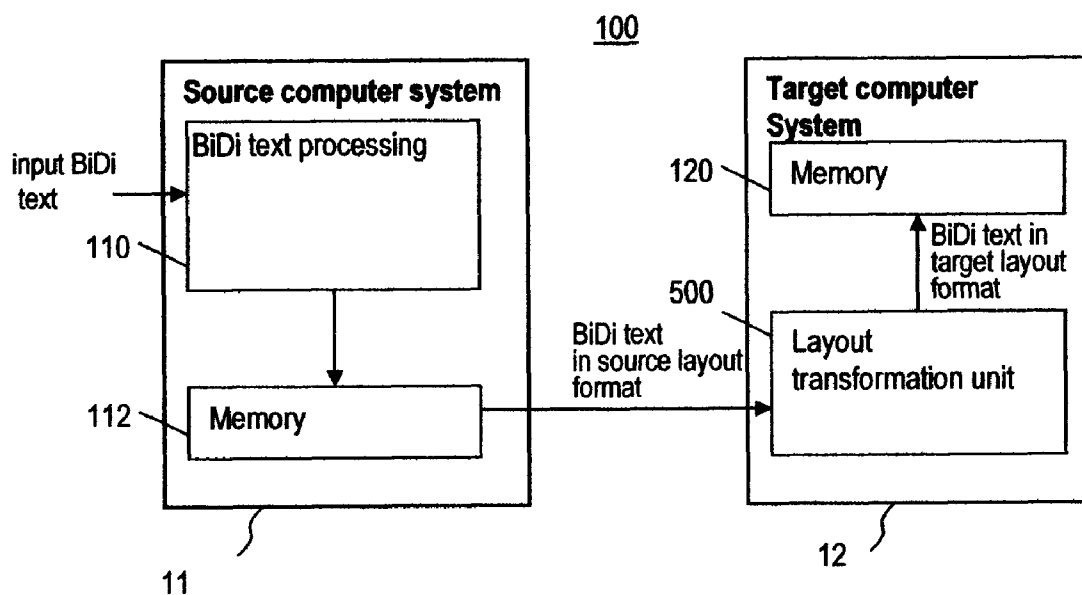 100
Source computer system
BiDi text processing
input BiDi
text
110
112
Memory
11
BiDi text
in source layout
format
Target computer
System
120
Memory
BiDi text in
target layout
format
500
Layout
transformation unit
12